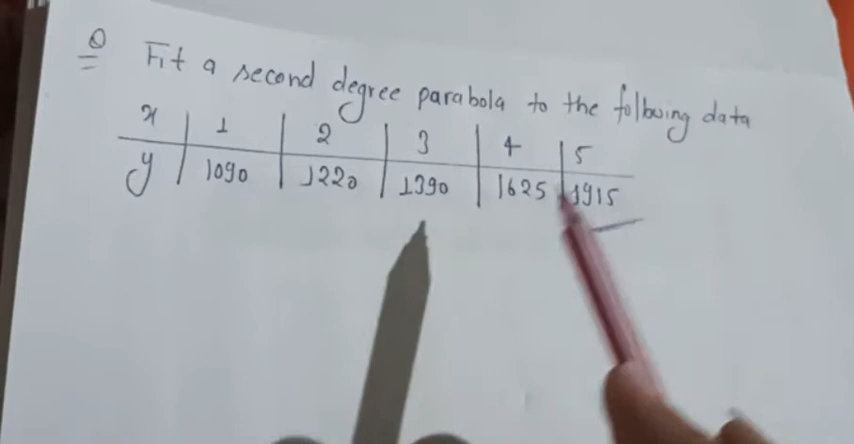 Q Fit a second degree parabola to the following data
x 1 2 3 4 5
y 1090 1220 1390 1625 1915